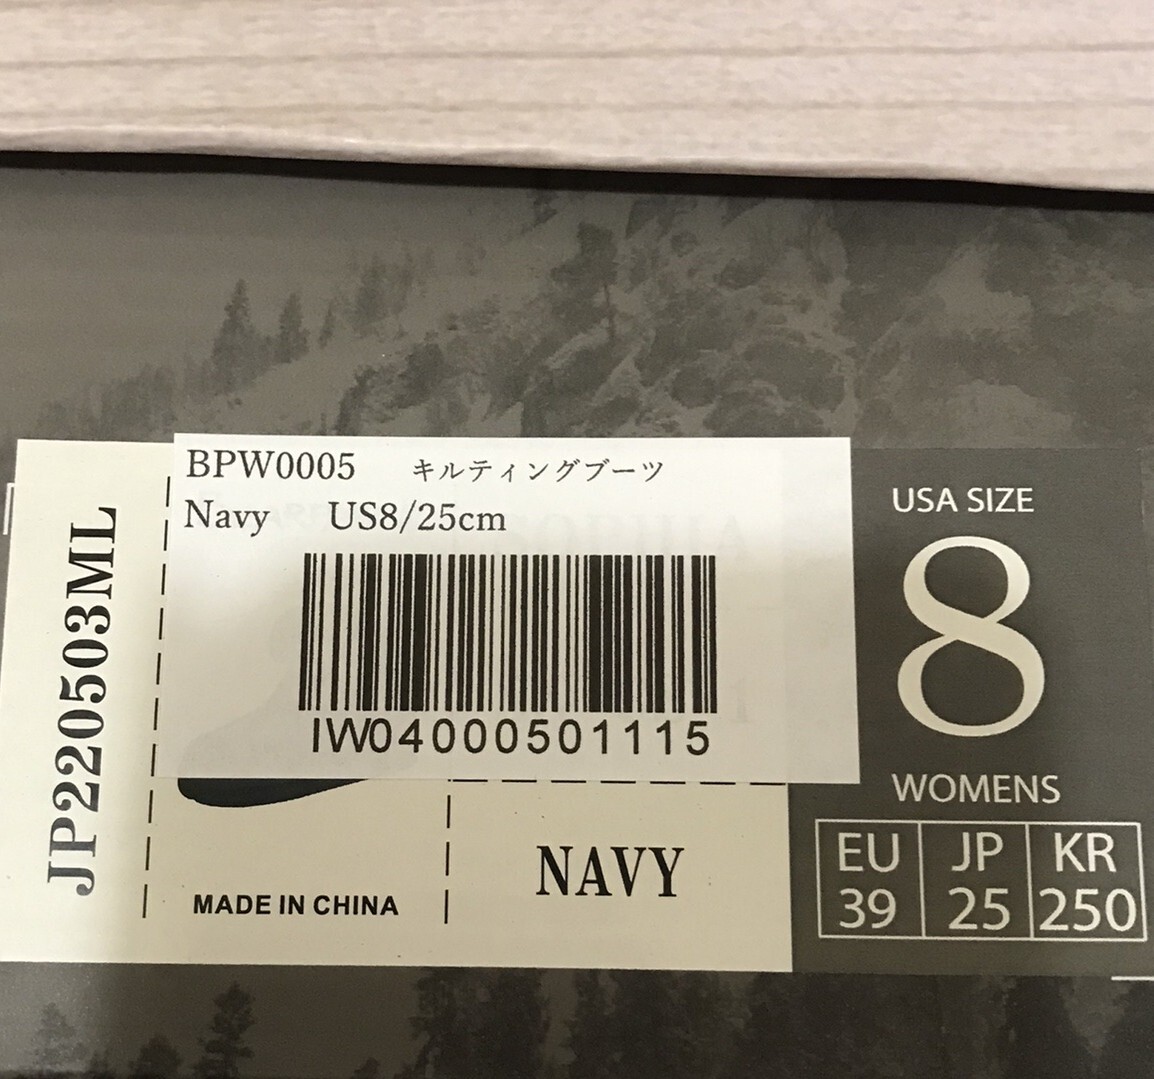 BPW0005 キルティングブーツ
Navy US8/25cm
IW04000501115
JP220503ML
MADE IN CHINA
NAVY
USA SIZE
8
WOMENS
EU JP KR
39 25 250